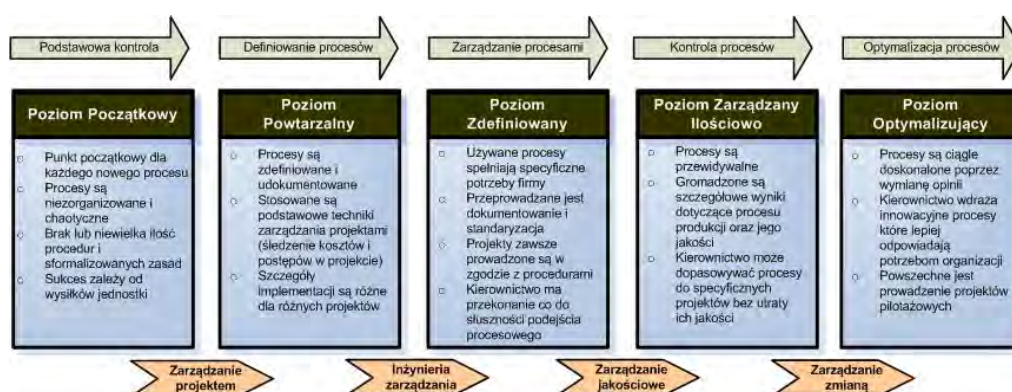 Podstawowa kontrola
Definiowanie procesów
Zarządzanie procesami
Kontrola procesów
Optymalizacja procesów
Poziom Początkowy
Punkt początkowy dla
każdego nowego procesu
Procesy są
niezorganizowane i
chaotyczne
Brak lub niewielka ilość
procedur i
sformalizowanych zasad
Sukces zależy od
wysiłków jednostki
Poziom
Powtarzalny
Procesy są
zdefiniowane i
udokumentowane
Stosowane są
podstawowe techniki
zarządzania projektami
(śledzenie kosztów i
postępów w projekcie)
Szczegóły
implementacji są różne
dla różnych projektów
Poziom
Zdefiniowany
Używane procesy
spełniają specyficzne
potrzeby firmy
Przeprowadzane jest
dokumentowanie i
standaryzacja
Projekty zawsze
prowadzone są w
zgodzie z procedurami
Kierownictwo ma
przekonanie co do
słuszności podejścia
procesowego
Poziom Zarządzany
Ilościowo
Procesy są
przewidywalne
Gromadzone są
szczegółowe wyniki
dotyczące procesu
produkcji oraz jego
jakości
Kierownictwo może
dopasowywać procesy
do specyficznych
projektów bez utraty
ich jakości
Poziom
Optymalizujący
Procesy są ciągle
doskonalone poprzez
wymianę opinii
Kierownictwo wdraża
innowacyjne procesy
które lepiej
odpowiadają
potrzebom organizacji
Powszechne jest
prowadzenie projektów
pilotażowych
Zarządzanie
projektem
Inżynieria
zarządzania
Zarządzanie
jakościowe
Zarządzanie
zmianą